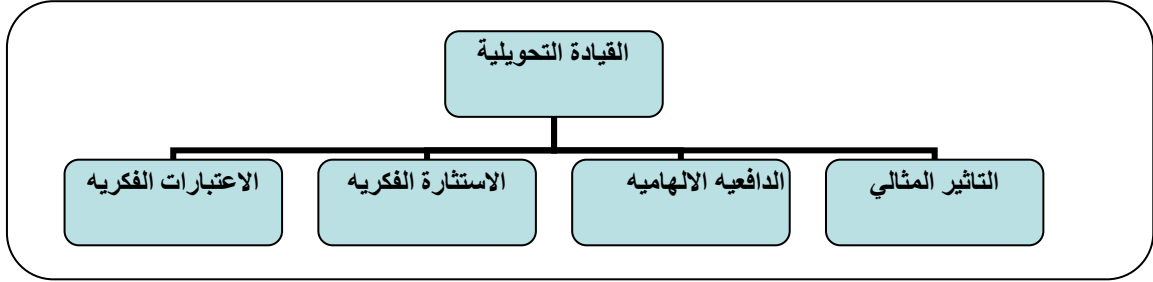 القيادة التحويلية
التاثير المثالي
الدافعيه الالهاميه
الاستثارة الفكريه
الاعتبارات الفكريه